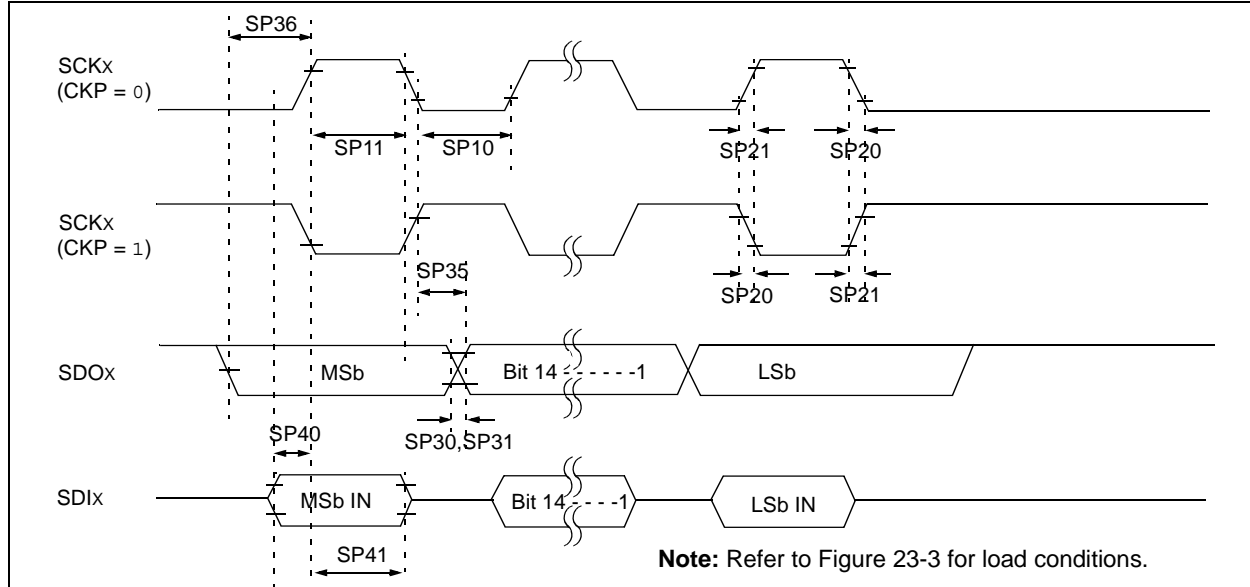 SP36
SCKx
(CKP = 0)
SP11
SP10
SP21
SP20
SCKx
(CKP = 1)
SP35
SP20
SP21
SDOx
MSb
Bit 14 - - - - - -1
LSb
SP40
SP30,SP31
SDIx
MSb IN
Bit 14 - - - -1
LSb IN
SP41
Note: Refer to Figure 23-3 for load conditions.